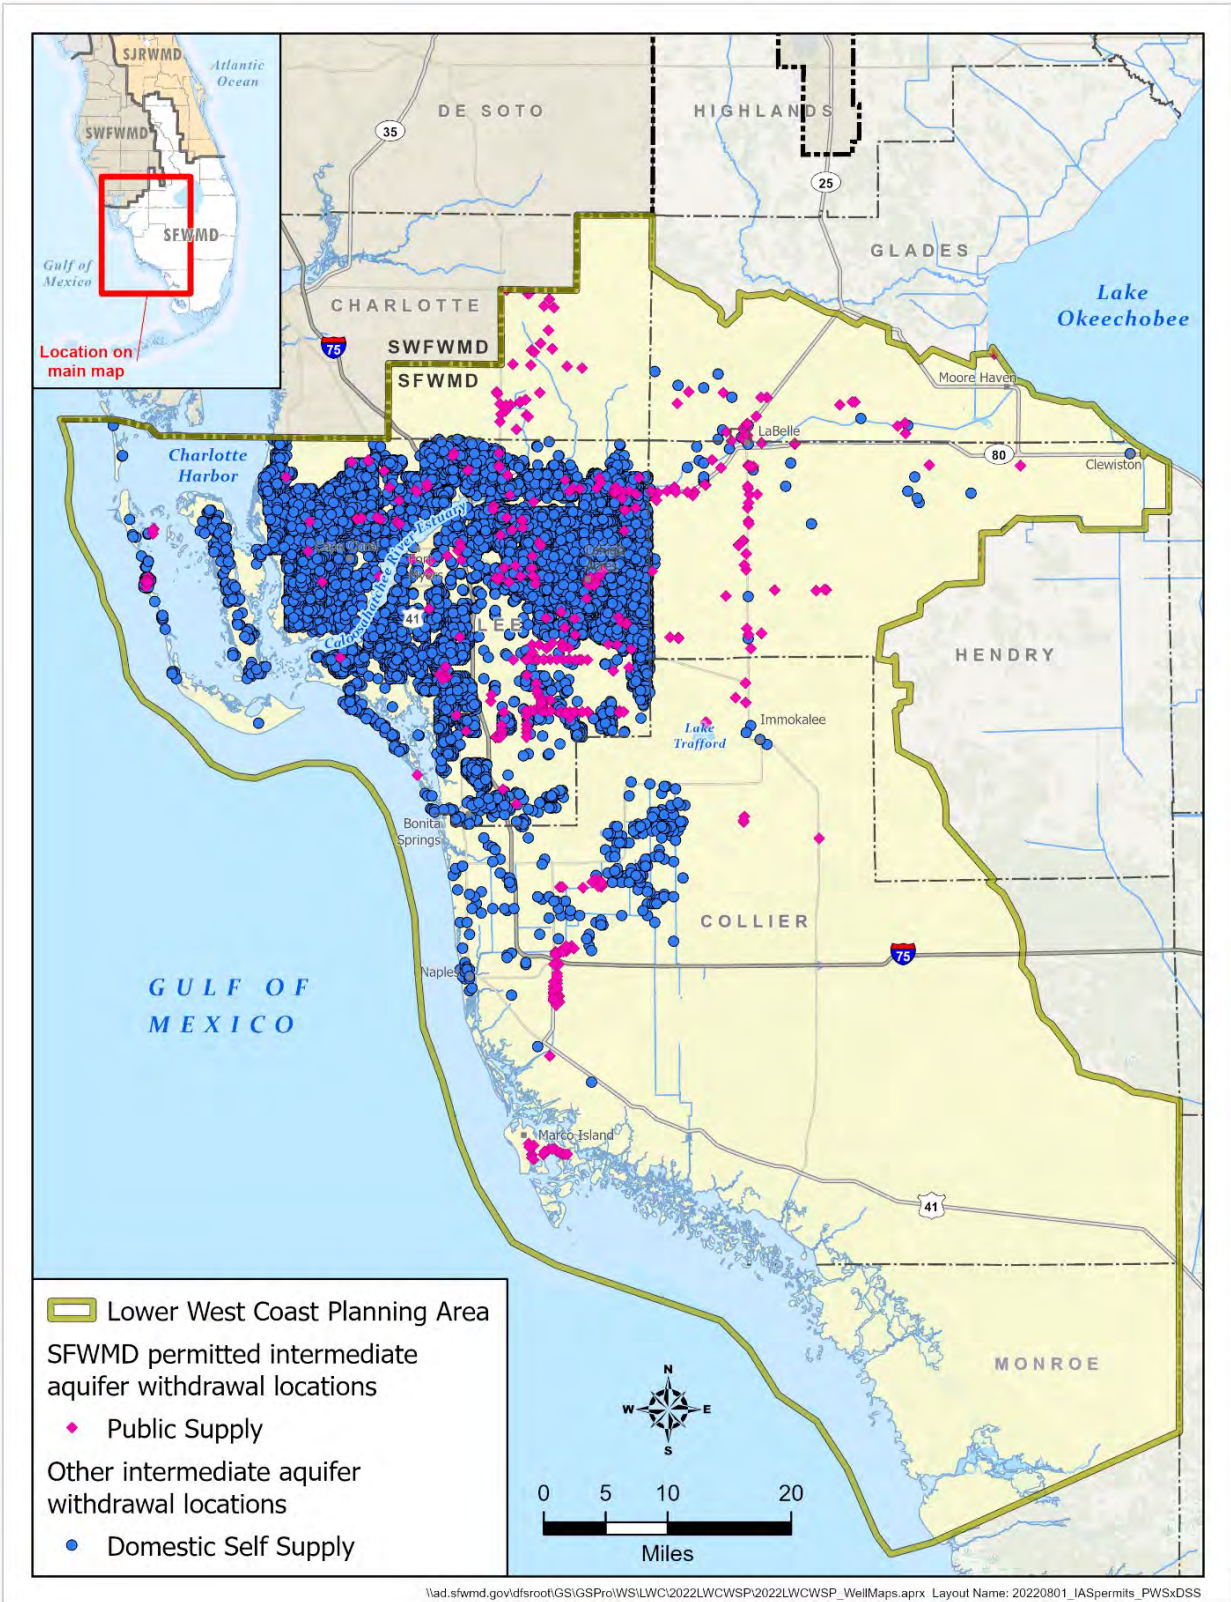 SJRWMD
Atlantic
Ocean
SWFWMD
SFWMD
Gulf of
Mexico
Location on
main map
DE SOTO
HIGHLANDS
35
25
GLADES
Lake
Okeechobee
CHARLOTTE
75
SWFWMD
SFWMD
Moore Haven
LaBelle
80
Clewiston
Charlotte
Harbor
Caloosahatchee River Estuary
41
LEE
HENDRY
Immokalee
Lake
Trafford
Bonita
Springs
COLLIER
75
Naples
GULF OF
MEXICO
Marco Island
41
MONROE
Lower West Coast Planning Area
SFWMD permitted intermediate
aquifer withdrawal locations
Public Supply
Other intermediate aquifer
withdrawal locations
Domestic Self Supply
N
W E
S
0 5 10 20
Miles
\\ad.sfwmd.gov\dfsroot\GS\GSPro\WS\LWC\2022LWCWSP\2022LWCWSP_WellMaps.aprx Layout Name: 20220801_IASpermits_PWSxDSS